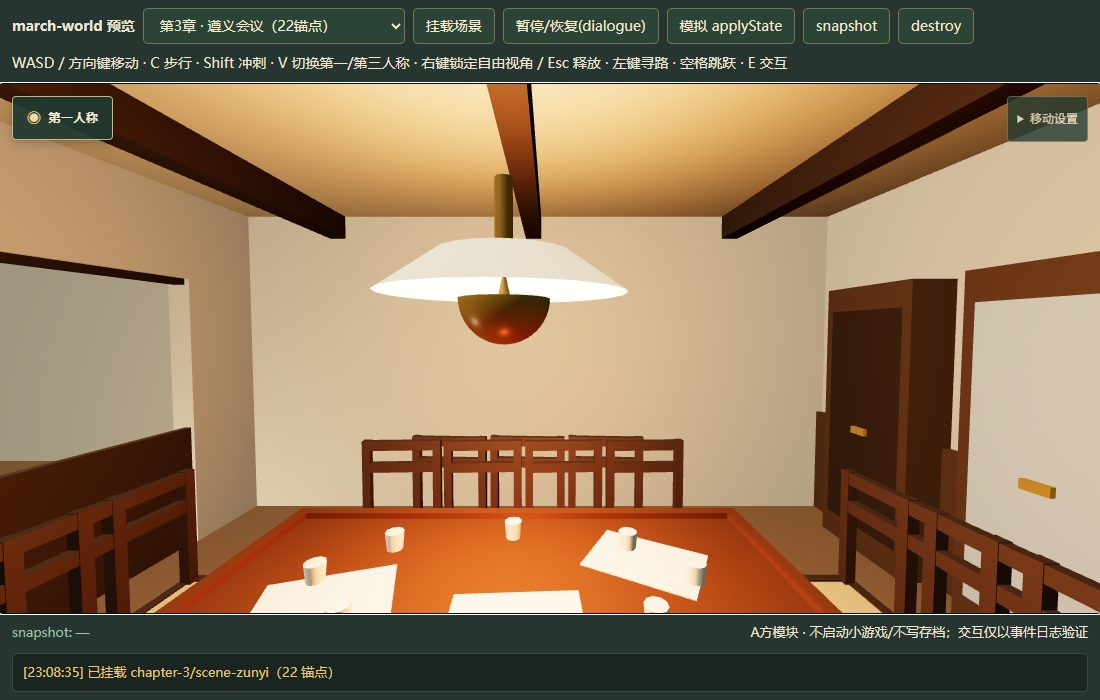 march-world 预览 第3章 · 遵义会议（22锚点） 挂载场景 暂停/恢复(dialogue) 模拟 applyState snapshot destroy
WASD / 方向键移动 · C 步行 · Shift 冲刺 · V 切换第一/第三人称 · 右键锁定自由视角 / Esc 释放 · 左键寻路 · 空格跳跃 · E 交互
◉ 第一人称
▶ 移动设置
snapshot: —
A方模块 · 不启动小游戏/不写存档；交互仅以事件日志验证
[23:08:35] 已挂载 chapter-3/scene-zunyi（22 锚点）